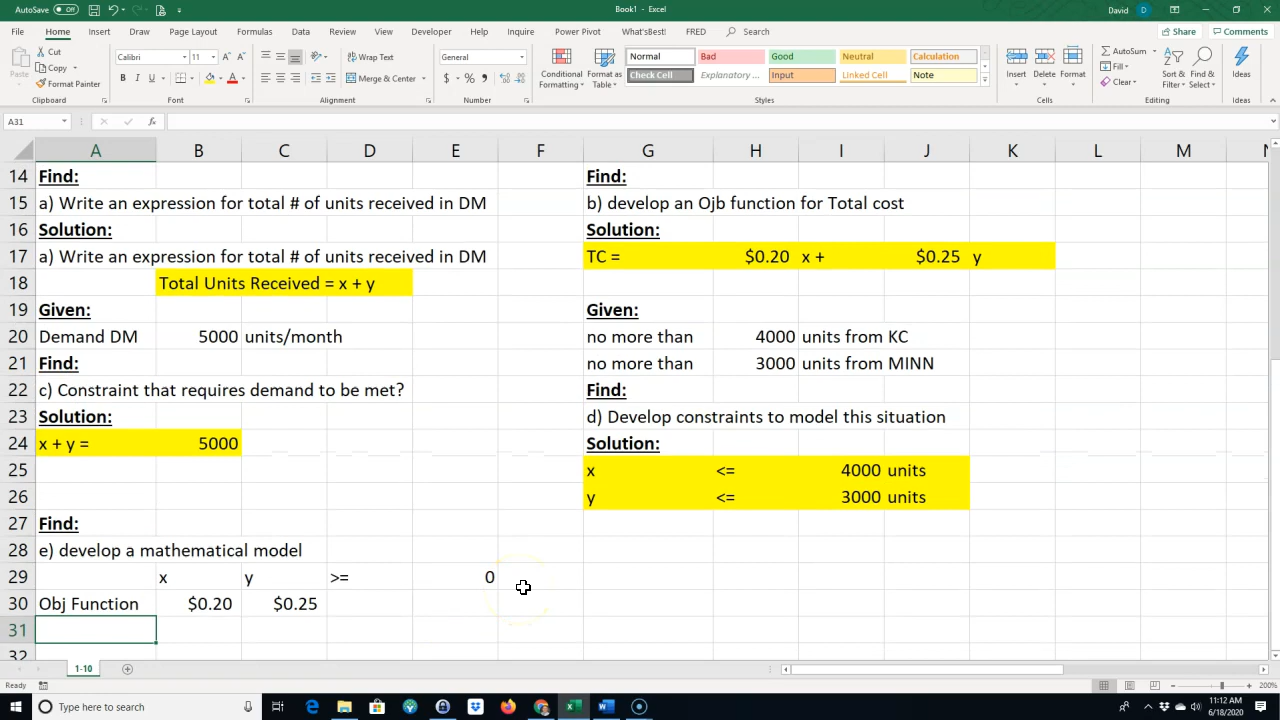 AutoSave Off Book1 - Excel David D
File Home Insert Draw Page Layout Formulas Data Review View Developer Insert Power Pivot What'sBest! FRED Search Share Comments
Paste Cut Copy Format Painter Clipboard
Calibri 11 B I U A Font
Wrap Text Merge & Center Alignment
General $ % , Number
Conditional Formatting Format as Table
Normal Bad Good Neutral Calculation
Check Cell Explanatory ... Input Linked Cell Note
Styles
Insert Delete Format Cells
AutoSum Fill Clear Sort & Filter Find & Select Editing
Ideas Ideas
A31 fx
A B C D E F G H I J K L M N
14 Find: Find:
15 a) Write an expression for total # of units received in DM b) develop an Ojb function for Total cost
16 Solution: Solution:
17 a) Write an expression for total # of units received in DM TC = $0.20 x + $0.25 y
18 Total Units Received = x + y
19 Given: Given:
20 Demand DM 5000 units/month no more than 4000 units from KC
21 Find: no more than 3000 units from MINN
22 c) Constraint that requires demand to be met? Find:
23 Solution: d) Develop constraints to model this situation
24 x + y = 5000 Solution:
25 x <= 4000 units
26 y <= 3000 units
27 Find:
28 e) develop a mathematical model
29 x y >= 0
30 Obj Function $0.20 $0.25
31
32
1-10
Ready 200%
Type here to search
11:12 AM
6/18/2020